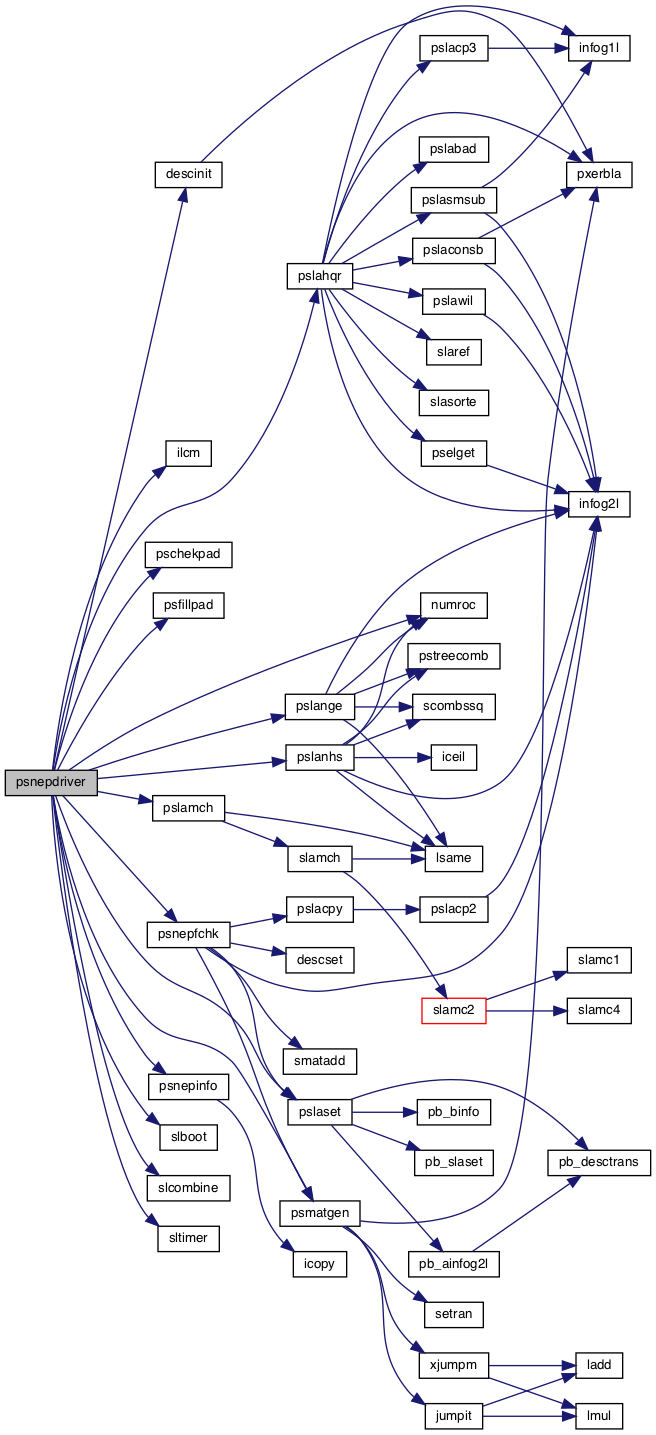 pslacp3
infog1l
pslabad
descinit
pxerbla
pslasmsub
pslaconsb
pslahqr
pslawil
slaref
slasorte
ilcm
pselget
infog2l
pschekpad
psfillpad
numroc
pstreecomb
pslange
scombssq
pslanhs
iceil
psnepdriver
pslamch
slamch
lsame
pslacpy
pslacp2
psnepfchk
descset
slamc1
slamc2
slamc4
smatadd
psnepinfo
pslaset
pb_binfo
slboot
pb_slaset
pb_desctrans
slcombine
psmatgen
sltimer
icopy
pb_ainfog2l
setran
xjumpm
ladd
jumpit
lmul